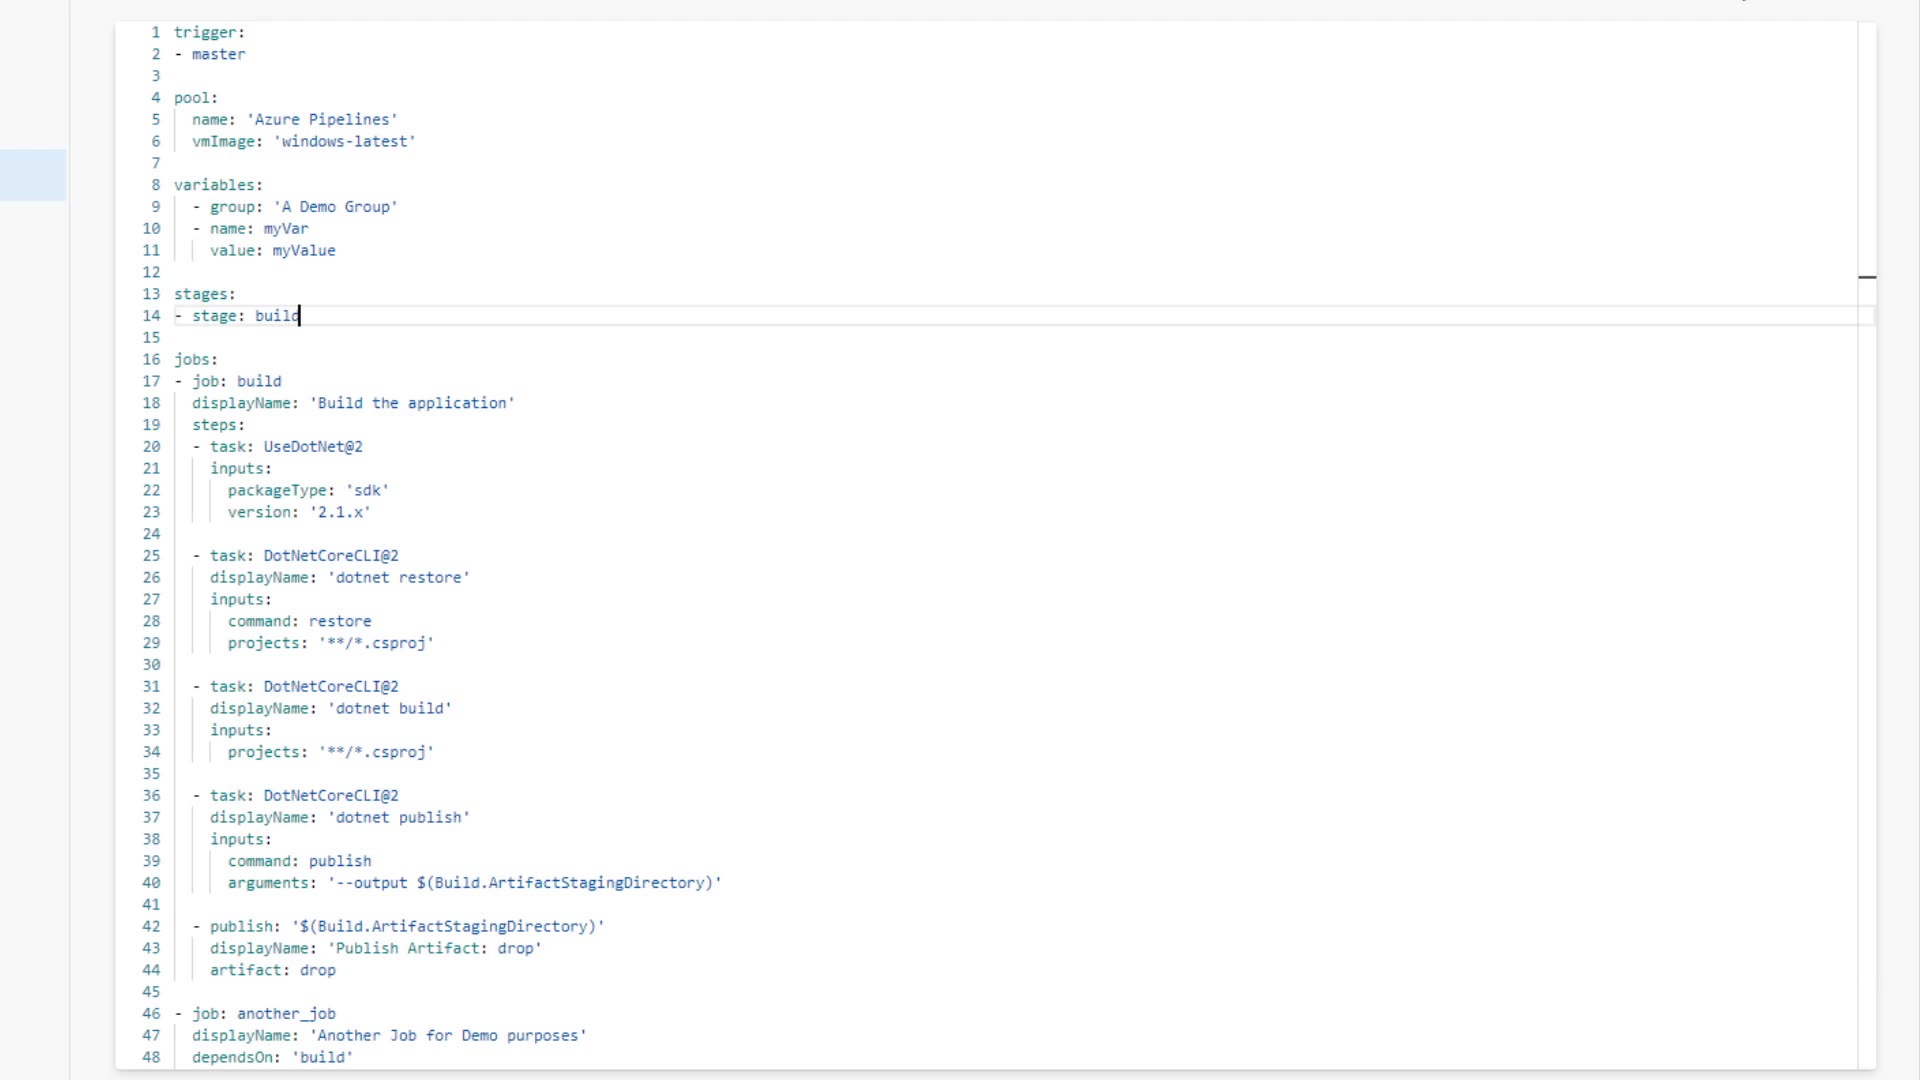 1 trigger:
2 - master
3
4 pool:
5   name: 'Azure Pipelines'
6   vmImage: 'windows-latest'
7
8 variables:
9   - group: 'A Demo Group'
10   - name: myVar
11     value: myValue
12
13 stages:
14 - stage: build
15
16 jobs:
17 - job: build
18   displayName: 'Build the application'
19   steps:
20   - task: UseDotNet@2
21     inputs:
22       packageType: 'sdk'
23       version: '2.1.x'
24
25   - task: DotNetCoreCLI@2
26     displayName: 'dotnet restore'
27     inputs:
28       command: restore
29       projects: '**/*.csproj'
30
31   - task: DotNetCoreCLI@2
32     displayName: 'dotnet build'
33     inputs:
34       projects: '**/*.csproj'
35
36   - task: DotNetCoreCLI@2
37     displayName: 'dotnet publish'
38     inputs:
39       command: publish
40       arguments: '--output $(Build.ArtifactStagingDirectory)'
41
42   - publish: '$(Build.ArtifactStagingDirectory)'
43     displayName: 'Publish Artifact: drop'
44     artifact: drop
45
46 - job: another_job
47   displayName: 'Another Job for Demo purposes'
48   dependsOn: 'build'